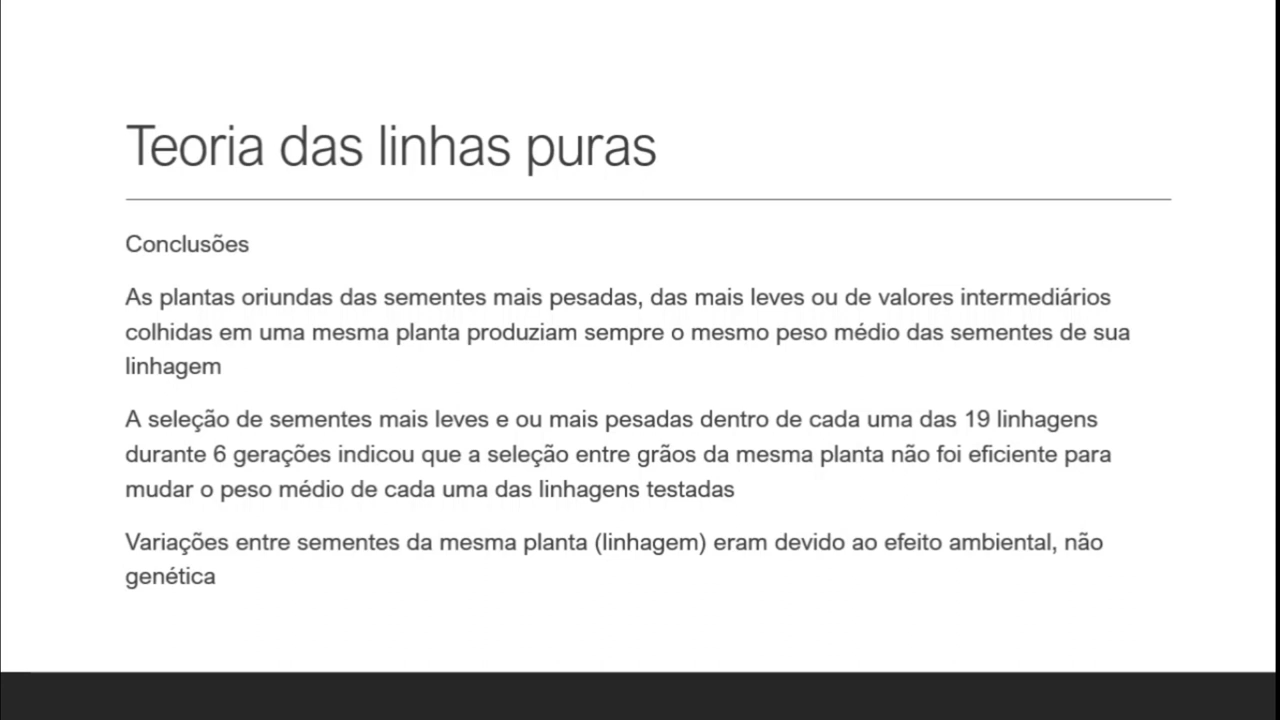 Teoria das linhas puras
Conclusões
As plantas oriundas das sementes mais pesadas, das mais leves ou de valores intermediários
colhidas em uma mesma planta produziam sempre o mesmo peso médio das sementes de sua
linhagem
A seleção de sementes mais leves e ou mais pesadas dentro de cada uma das 19 linhagens
durante 6 gerações indicou que a seleção entre grãos da mesma planta não foi eficiente para
mudar o peso médio de cada uma das linhagens testadas
Variações entre sementes da mesma planta (linhagem) eram devido ao efeito ambiental, não
genética